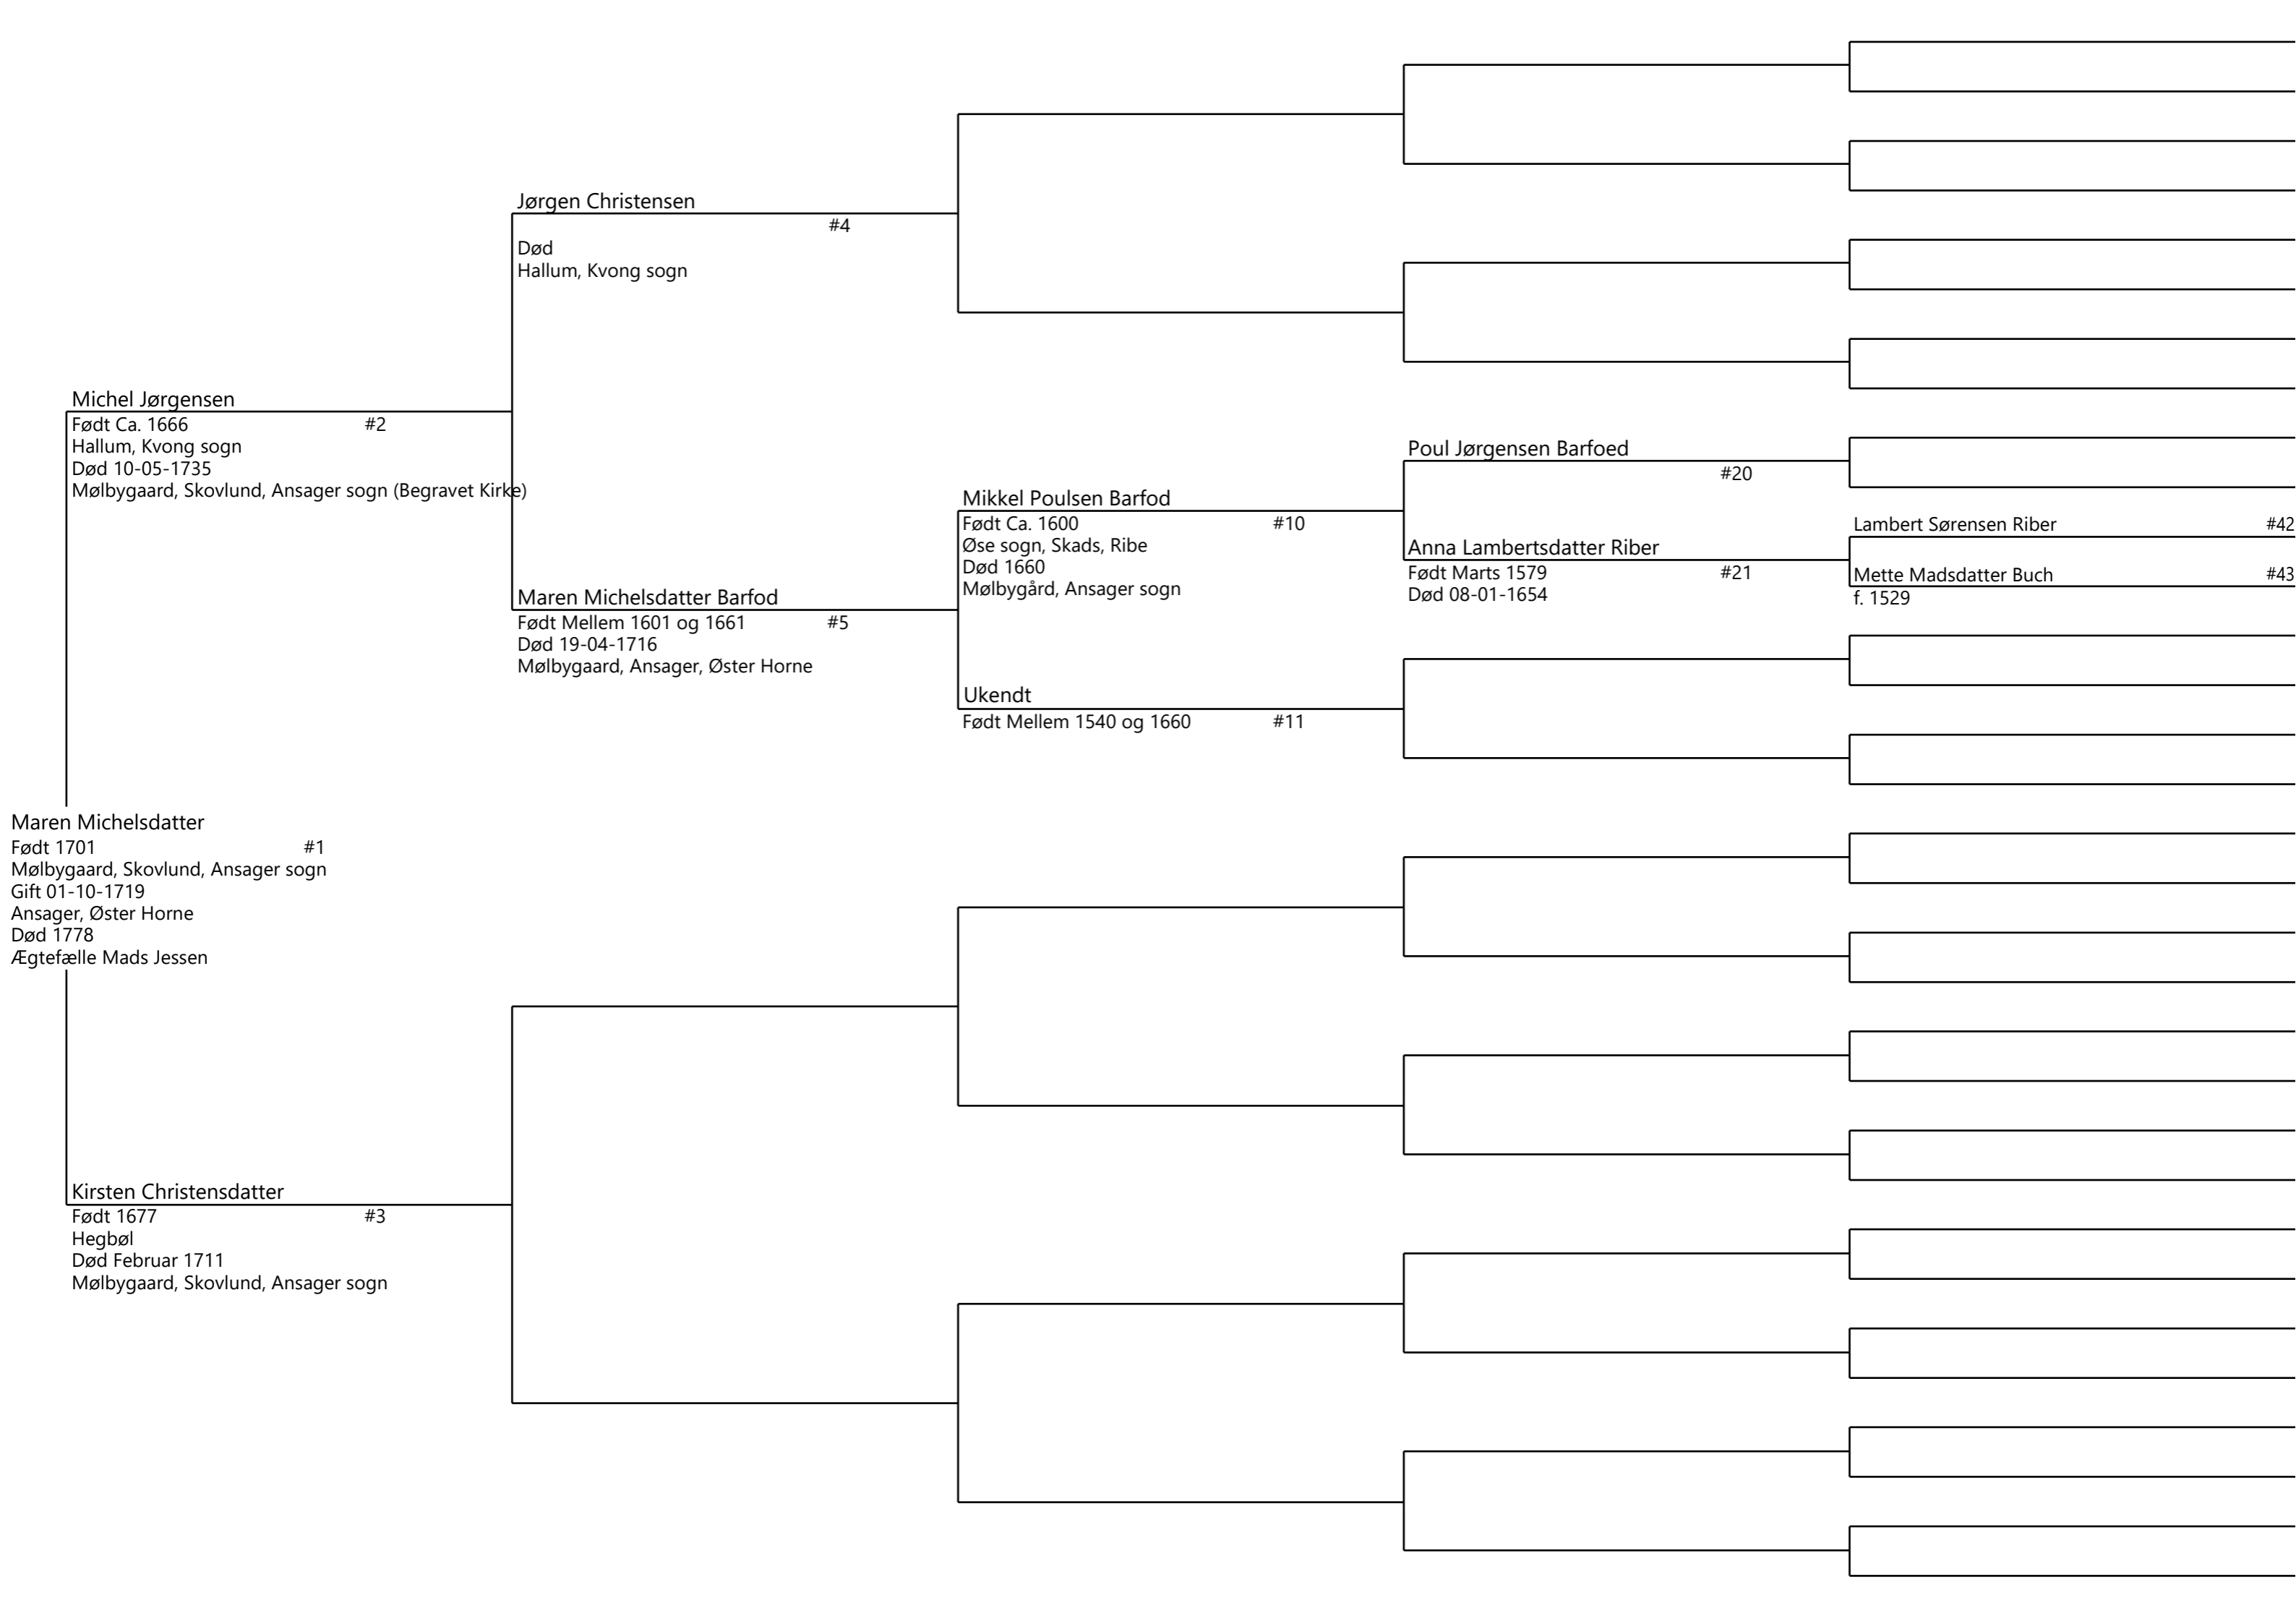 Jørgen Christensen
#4
Død
Hallum, Kvong sogn
Michel Jørgensen
Født Ca. 1666 #2
Hallum, Kvong sogn
Død 10-05-1735
Mølbygaard, Skovlund, Ansager sogn (Begravet Kirke)
Poul Jørgensen Barfoed
#20
Mikkel Poulsen Barfod
Født Ca. 1600 #10
Øse sogn, Skads, Ribe
Død 1660
Mølbygård, Ansager sogn
Lambert Sørensen Riber #42
Anna Lambertsdatter Riber
Født Marts 1579 #21
Død 08-01-1654
Mette Madsdatter Buch #43
f. 1529
Maren Michelsdatter Barfod
Født Mellem 1601 og 1661 #5
Død 19-04-1716
Mølbygaard, Ansager, Øster Horne
Ukendt
Født Mellem 1540 og 1660 #11
Maren Michelsdatter
Født 1701 #1
Mølbygaard, Skovlund, Ansager sogn
Gift 01-10-1719
Ansager, Øster Horne
Død 1778
Ægtefælle Mads Jessen
Kirsten Christensdatter
Født 1677 #3
Hegbøl
Død Februar 1711
Mølbygaard, Skovlund, Ansager sogn